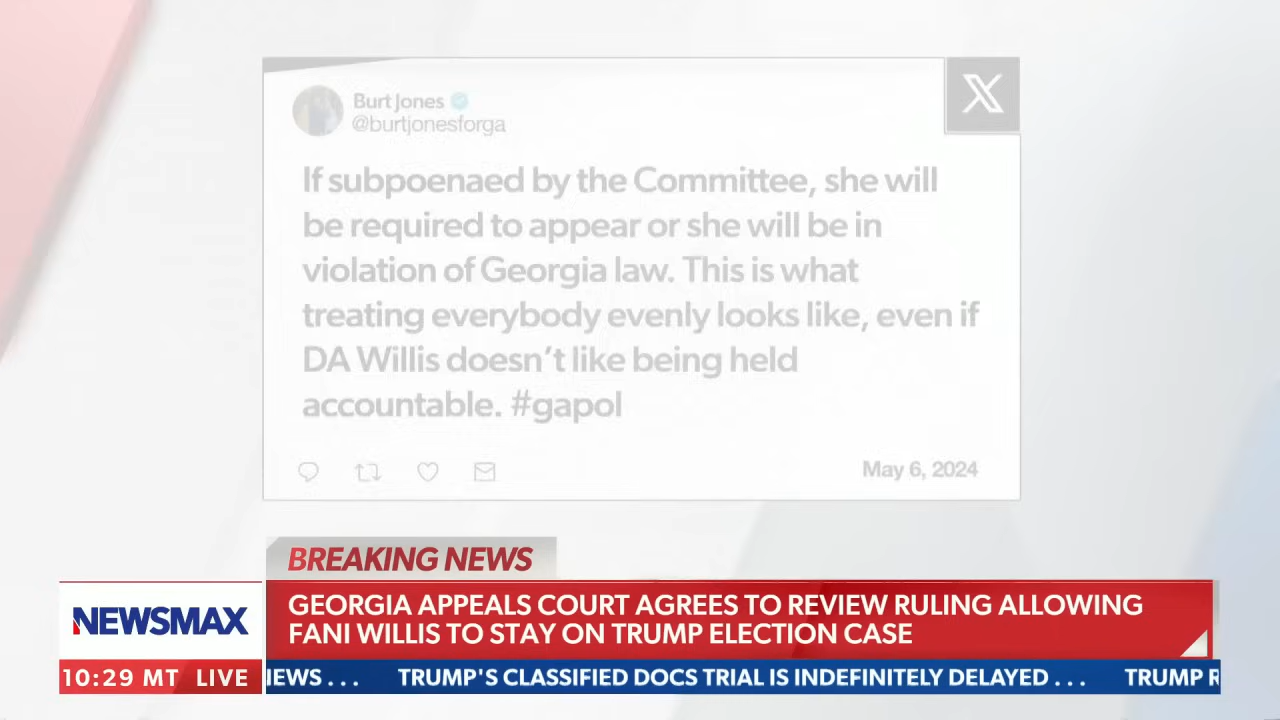 Burt Jones
@burtjonesforga
X
If subpoenaed by the Committee, she will
be required to appear or she will be in
violation of Georgia law. This is what
treating everybody evenly looks like, even if
DA Willis doesn't like being held
accountable. #gapol
May 6, 2024
BREAKING NEWS
GEORGIA APPEALS COURT AGREES TO REVIEW RULING ALLOWING
FANI WILLIS TO STAY ON TRUMP ELECTION CASE
NEWSMAX
10:29 MT LIVE
IEWS . . . TRUMP'S CLASSIFIED DOCS TRIAL IS INDEFINITELY DELAYED . . . TRUMP R